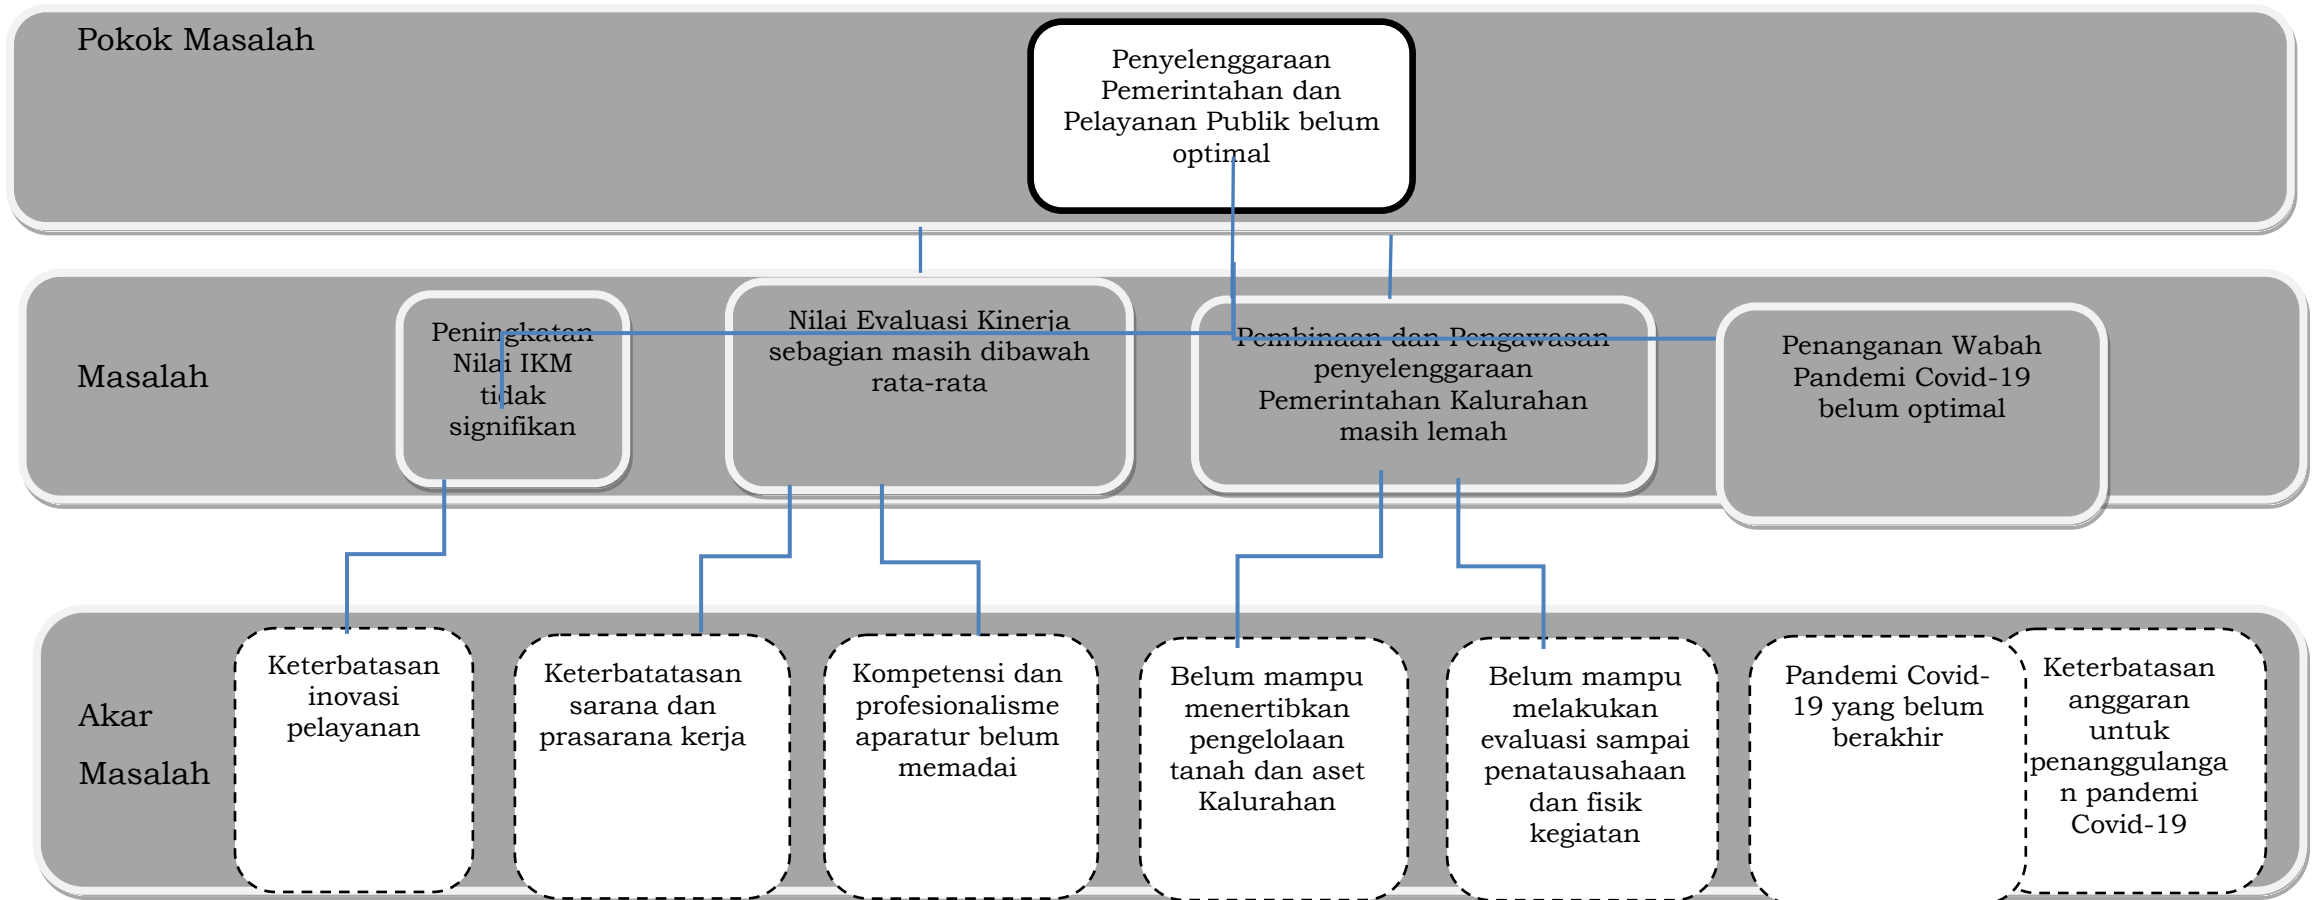 Pokok Masalah
Penyelenggaraan
Pemerintahan dan
Pelayanan Publik belum
optimal
Masalah
Peningkatan
Nilai IKM
tidak
signifikan
Nilai Evaluasi Kinerja
sebagian masih dibawah
rata-rata
Pembinaan dan Pengawasan
penyelenggaraan
Pemerintahan Kalurahan
masih lemah
Penanganan Wabah
Pandemi Covid-19
belum optimal
Akar
Masalah
Keterbatasan
inovasi
pelayanan
Keterbatatasan
sarana dan
prasarana kerja
Kompetensi dan
profesionalisme
aparatur belum
memadai
Belum mampu
menertibkan
pengelolaan
tanah dan aset
Kalurahan
Belum mampu
melakukan
evaluasi sampai
penatausahaan
dan fisik
kegiatan
Pandemi Covid-
19 yang belum
berakhir
Keterbatasan
anggaran
untuk
penanggulanga
n pandemi
Covid-19